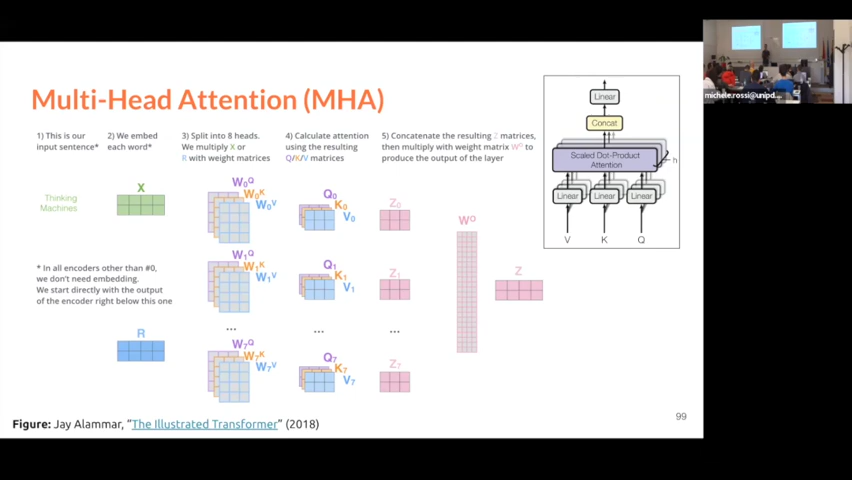 michele.rossi@unipd....
Multi-Head Attention (MHA)
1) This is our
input sentence*
2) We embed
each word*
3) Split into 8 heads.
We multiply X or
R with weight matrices
4) Calculate attention
using the resulting
Q/K/V matrices
5) Concatenate the resulting Z matrices,
then multiply with weight matrix Wᴼ to
produce the output of the layer
Thinking
Machines
X
W₀Q
W₀K
W₀V
Q₀
K₀
V₀
Z₀
Wᴼ
* In all encoders other than #0,
we don't need embedding.
We start directly with the output
of the encoder right below this one
W₁Q
W₁K
W₁V
Q₁
K₁
V₁
Z₁
Z
... ... ...
R
W₇Q
W₇K
W₇V
Q₇
K₇
V₇
Z₇
Linear
Concat
Scaled Dot-Product
Attention
h
Linear Linear Linear
V K Q
99
Figure: Jay Alammar, “The Illustrated Transformer” (2018)